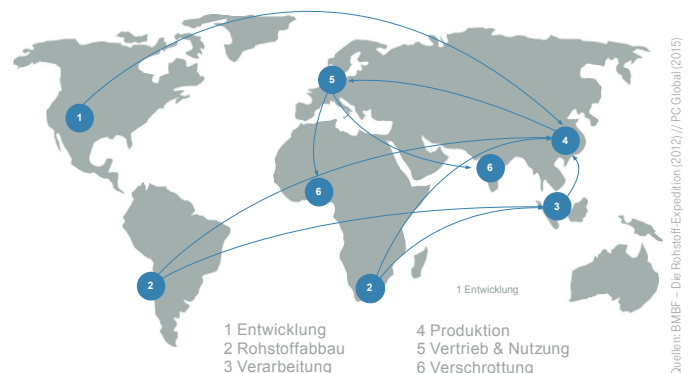 1
5
4
6
6
3
2
2
1 Entwicklung
1 Entwicklung
2 Rohstoffabbau
3 Verarbeitung
4 Produktion
5 Vertrieb & Nutzung
6 Verschrottung
Quellen: BMBF – Die Rohstoff-Expedition (2012) // PC Global (2015)